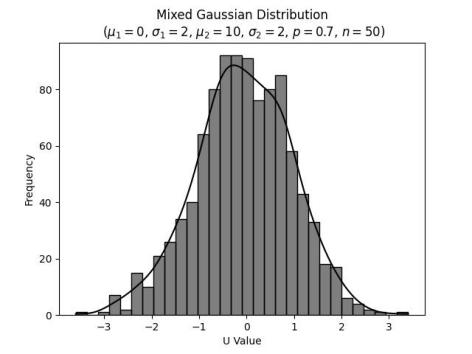 Mixed Gaussian Distribution
(μ₁ = 0, σ₁ = 2, μ₂ = 10, σ₂ = 2, p = 0.7, n = 50)
80
60
Frequency
40
20
0
−3 −2 −1 0 1 2 3
U Value